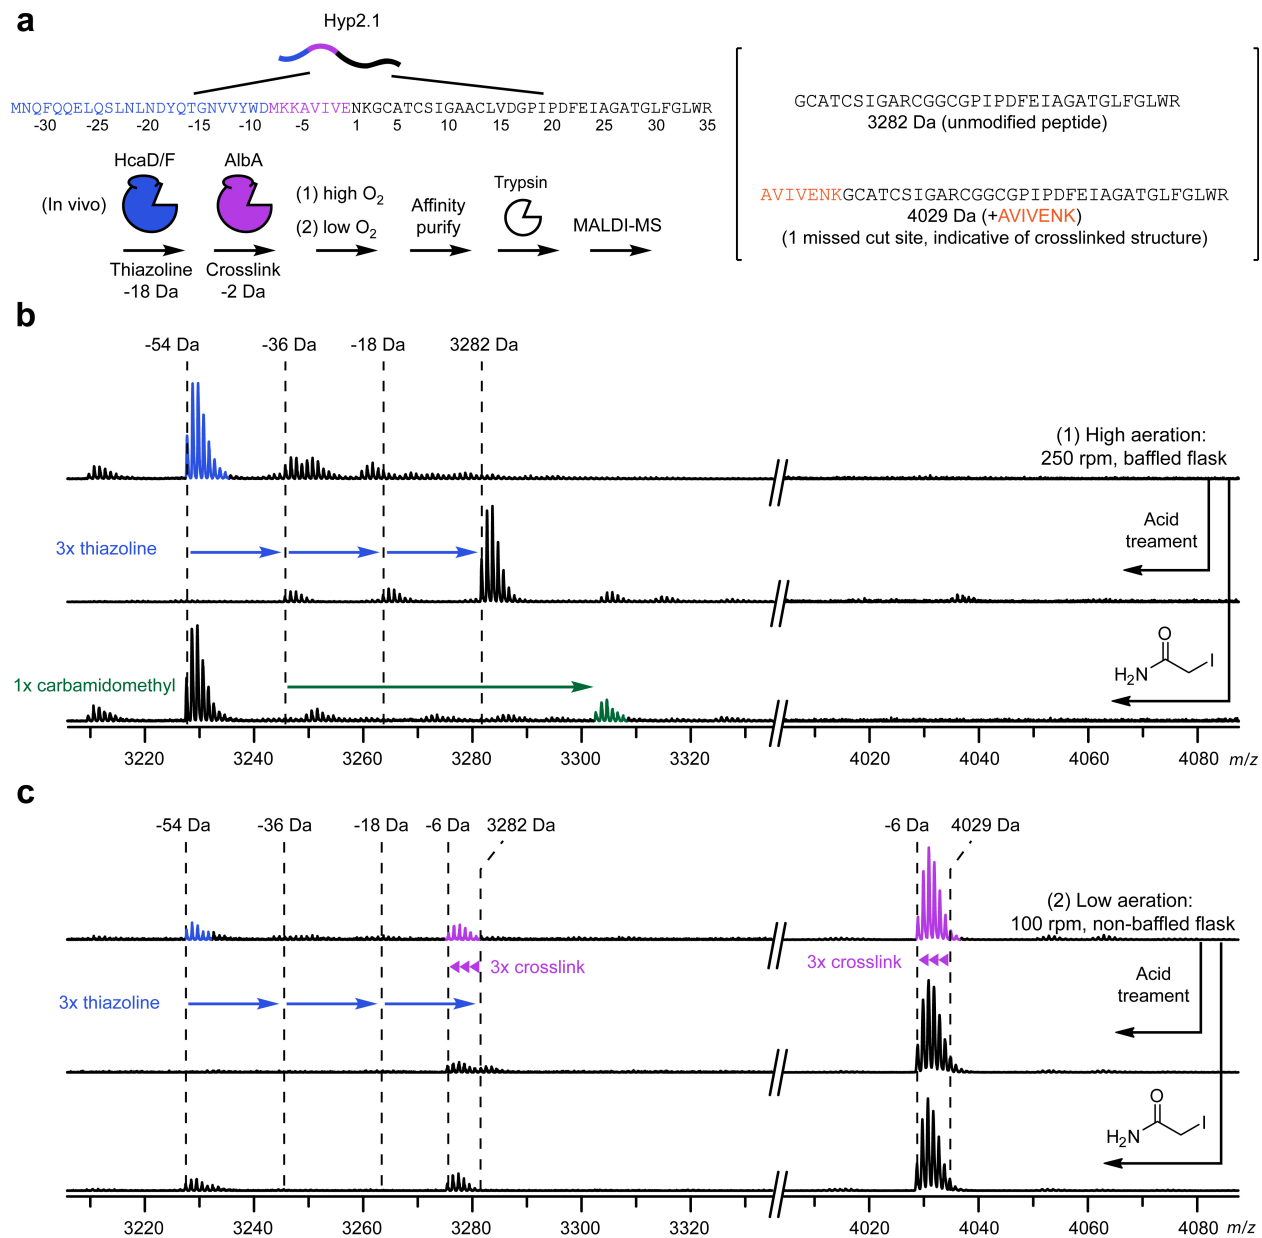 a
Hyp2.1
MNQFQQELQSLNLNDYQTGNVVYWDMKKAVIVENKGCATCSIGAACLVDGPIPDFEIAGATGLFGLWR
-30 -25 -20 -15 -10 -5 1 5 10 15 20 25 30 35
HcaD/F
AlbA
(In vivo)
Thiazoline
-18 Da
Crosslink
-2 Da
(1) high O2
(2) low O2
Affinity
purify
Trypsin
MALDI-MS
GCATCSIGARCGGCGPIPDFEIAGATGLFGLWR
3282 Da (unmodified peptide)
AVIVENKGCATCSIGARCGGCGPIPDFEIAGATGLFGLWR
4029 Da (+AVIVENK)
(1 missed cut site, indicative of crosslinked structure)
b
-54 Da -36 Da -18 Da 3282 Da
(1) High aeration:
250 rpm, baffled flask
3x thiazoline
Acid
treament
1x carbamidomethyl
O
H2N
I
3220 3240 3260 3280 3300 3320 4020 4040 4060 4080 m/z
c
-54 Da -36 Da -18 Da -6 Da 3282 Da -6 Da 4029 Da
(2) Low aeration:
100 rpm, non-baffled flask
3x crosslink
3x crosslink
3x thiazoline
Acid
treament
O
H2N
I
3220 3240 3260 3280 3300 3320 4020 4040 4060 4080 m/z